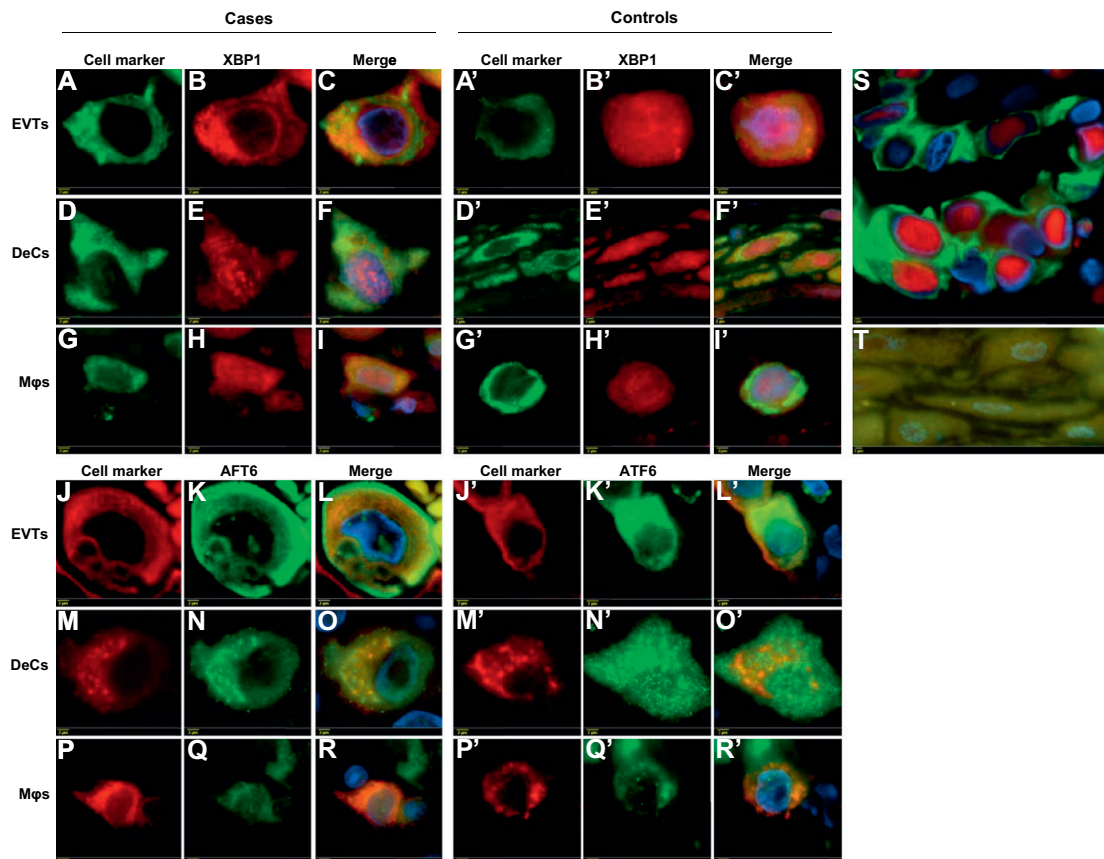 Cases Controls
Cell marker XBP1 Merge Cell marker XBP1 Merge
EVTs A B C A’ B’ C’ S
DeCs D E F D’ E’ F’
Mφs G H I G’ H’ I’ T
Cell marker AFT6 Merge Cell marker ATF6 Merge
EVTs J K L J’ K’ L’
DeCs M N O M’ N’ O’
Mφs P Q R P’ Q’ R’